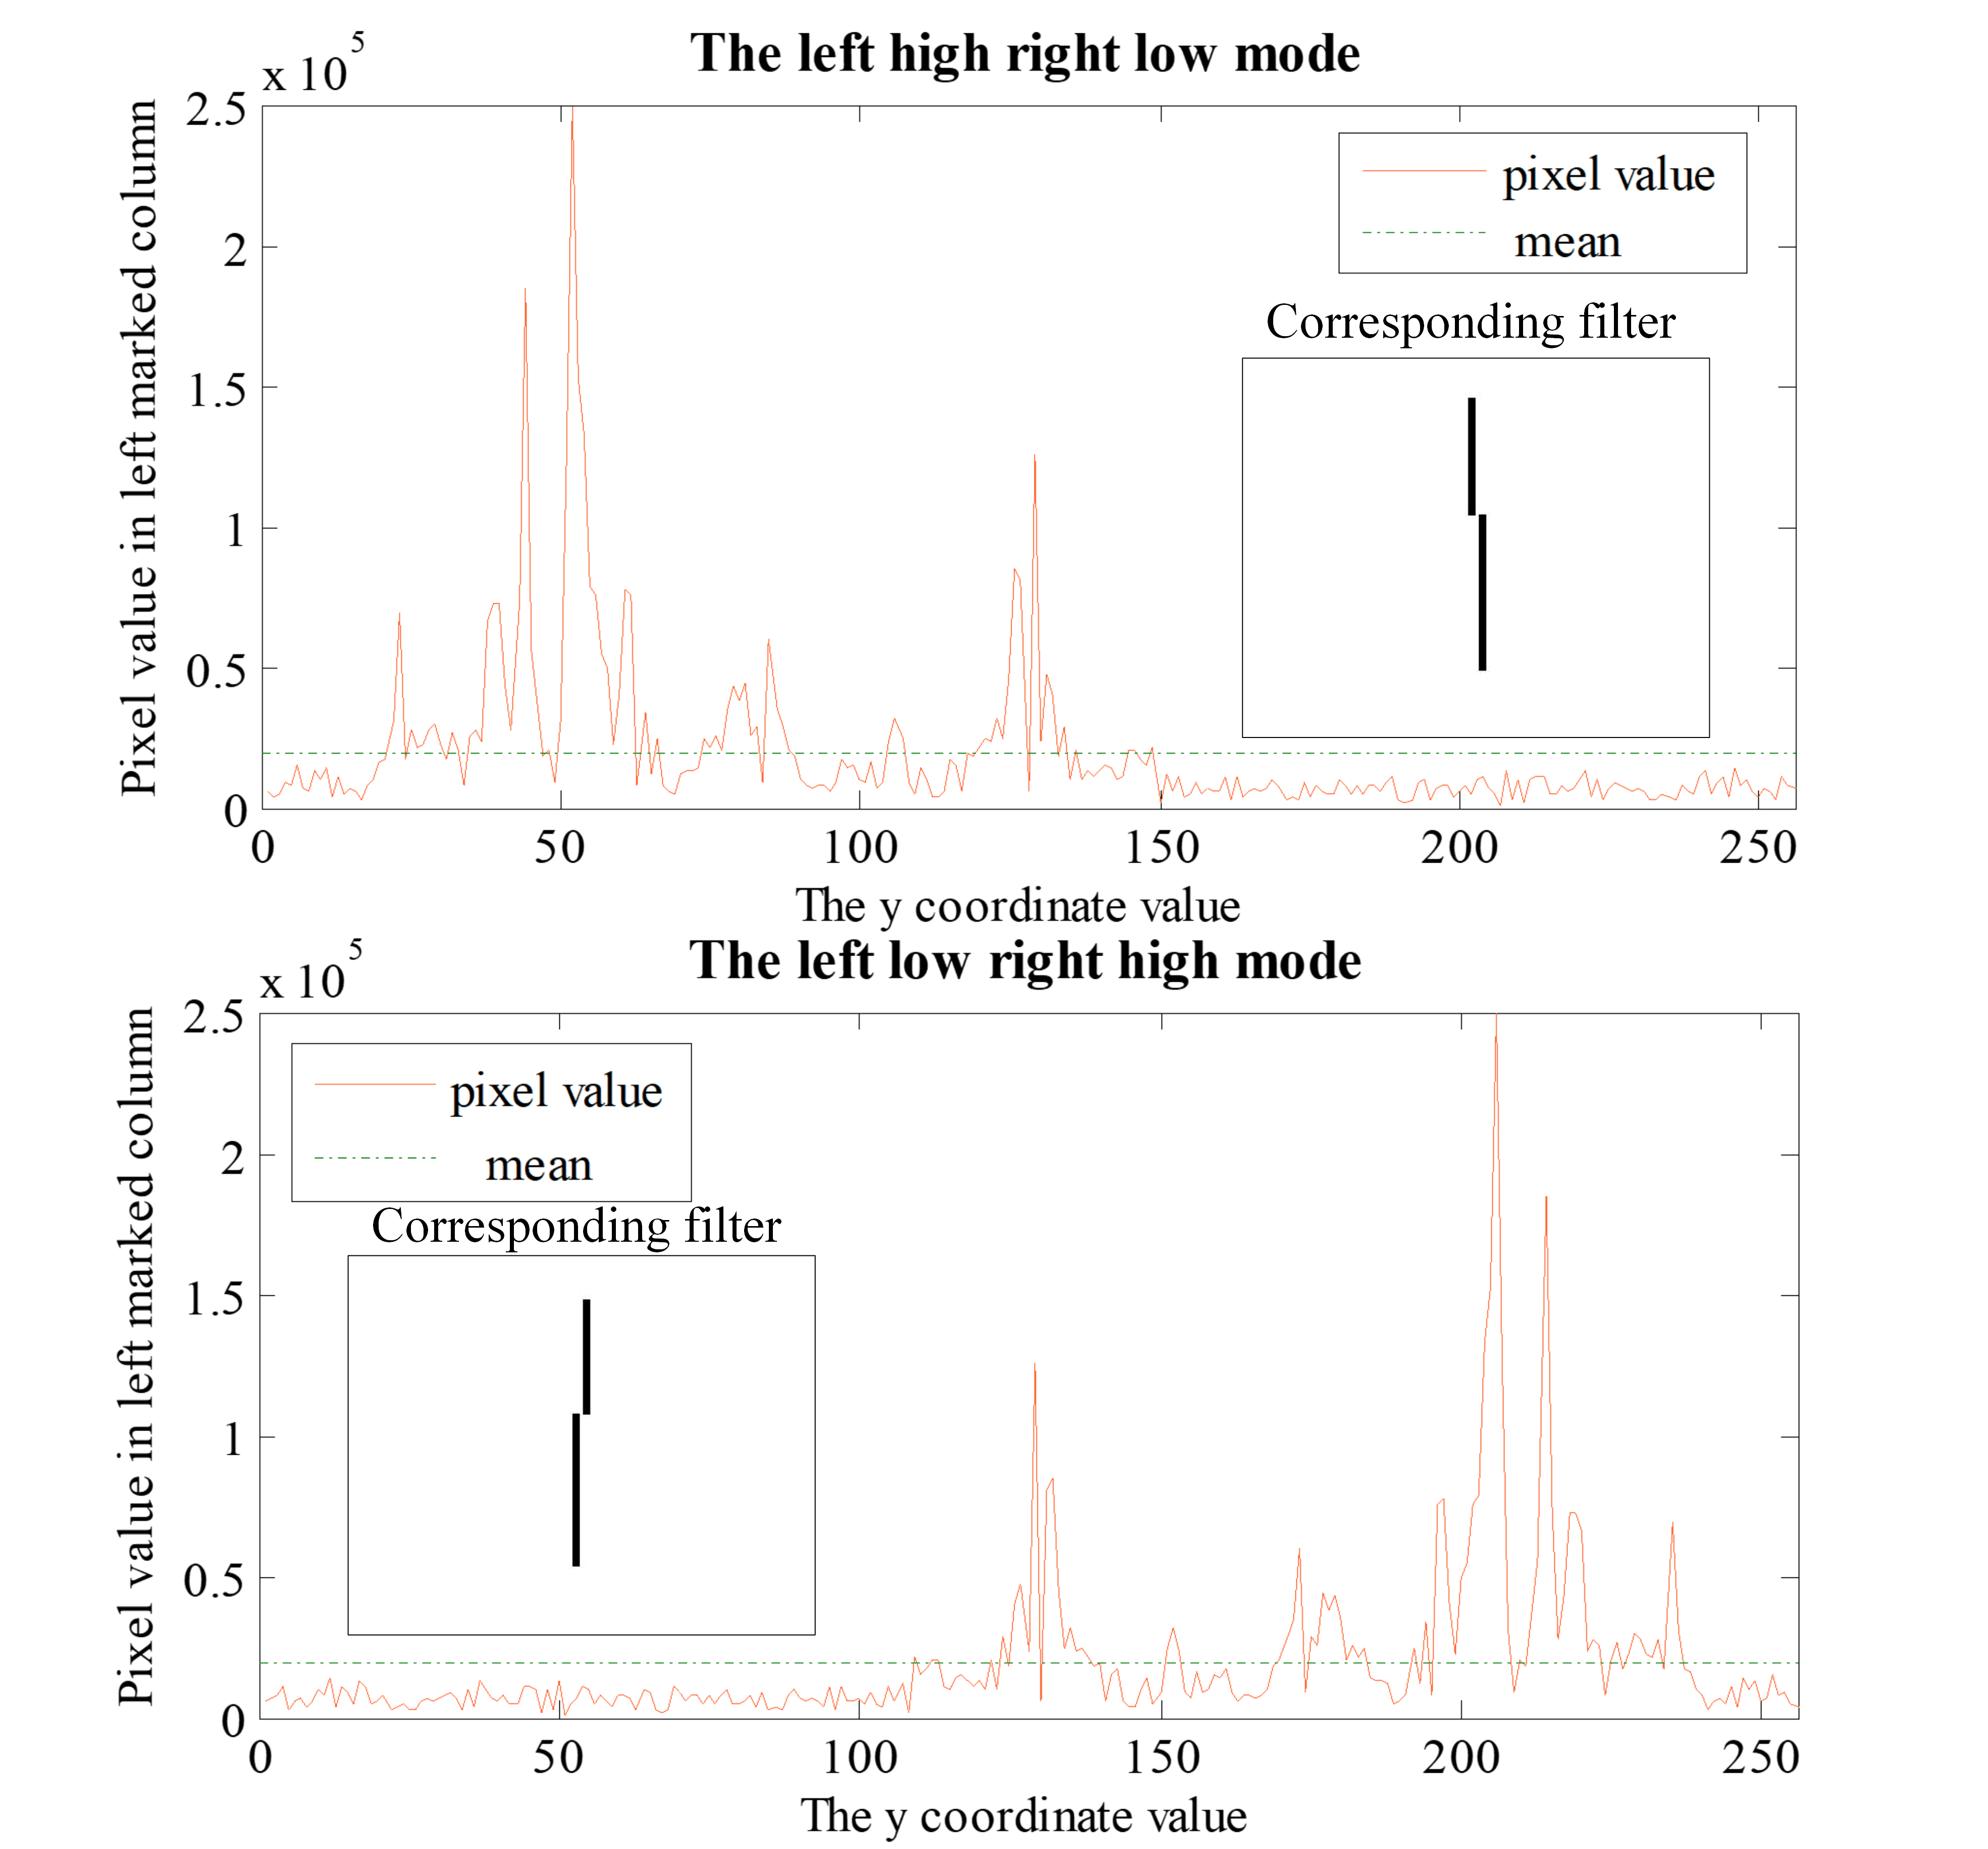 The left high right low mode
x 10^5
Pixel value in left marked column
2.5
2
1.5
1
0.5
0
pixel value
mean
Corresponding filter
0 50 100 150 200 250
The y coordinate value
The left low right high mode
x 10^5
Pixel value in left marked column
2.5
2
1.5
1
0.5
0
pixel value
mean
Corresponding filter
0 50 100 150 200 250
The y coordinate value